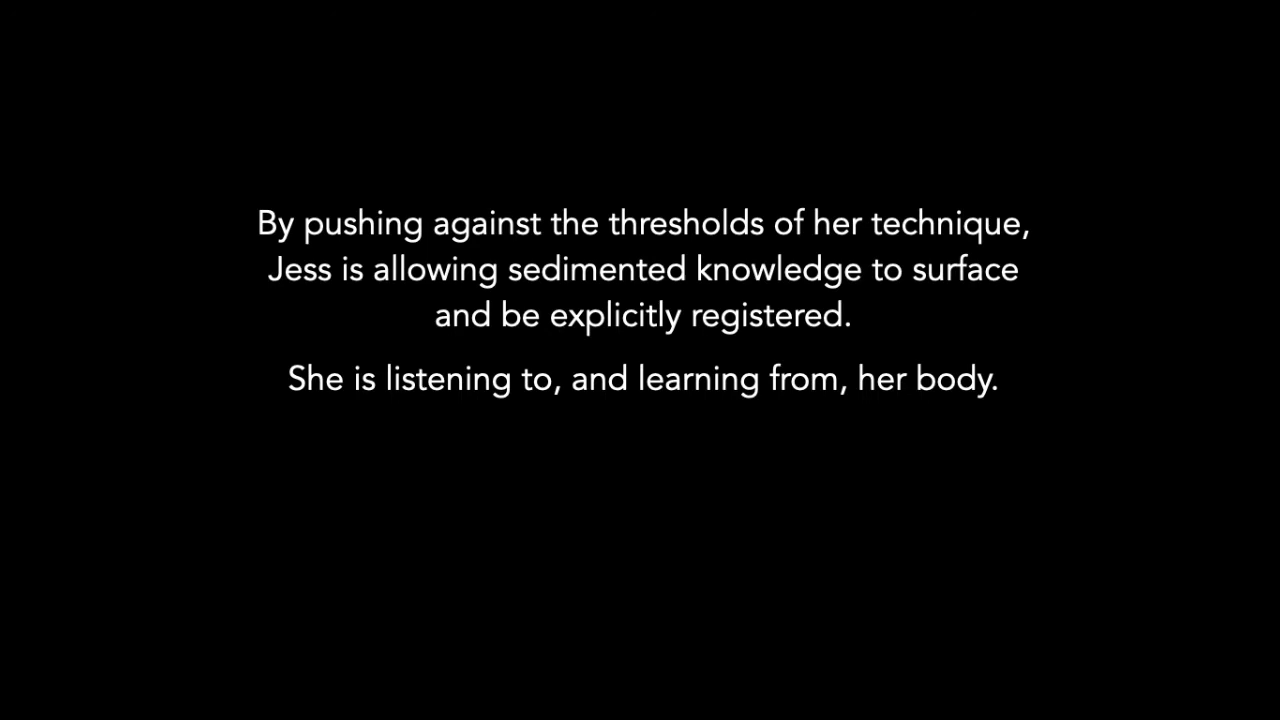 By pushing against the thresholds of her technique,
Jess is allowing sedimented knowledge to surface
and be explicitly registered.
She is listening to, and learning from, her body.